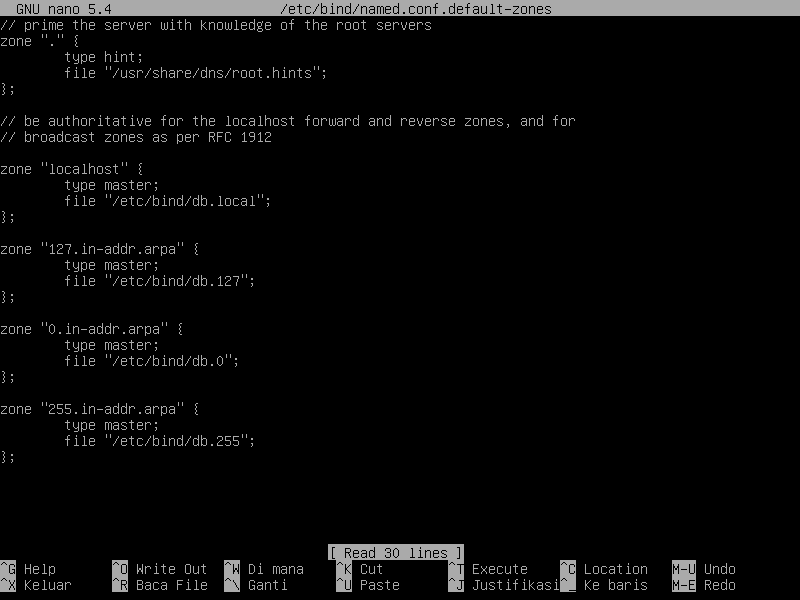 GNU nano 5.4 /etc/bind/named.conf.default-zones
// prime the server with knowledge of the root servers
zone "." {
        type hint;
        file "/usr/share/dns/root.hints";
};

// be authoritative for the localhost forward and reverse zones, and for
// broadcast zones as per RFC 1912

zone "localhost" {
        type master;
        file "/etc/bind/db.local";
};

zone "127.in-addr.arpa" {
        type master;
        file "/etc/bind/db.127";
};

zone "0.in-addr.arpa" {
        type master;
        file "/etc/bind/db.0";
};

zone "255.in-addr.arpa" {
        type master;
        file "/etc/bind/db.255";
};

[ Read 30 lines ]
^G Help ^O Write Out ^W Di mana ^K Cut ^T Execute ^C Location M-U Undo
^X Keluar ^R Baca File ^\ Ganti ^U Paste ^J Justifikasi ^_ Ke baris M-E Redo